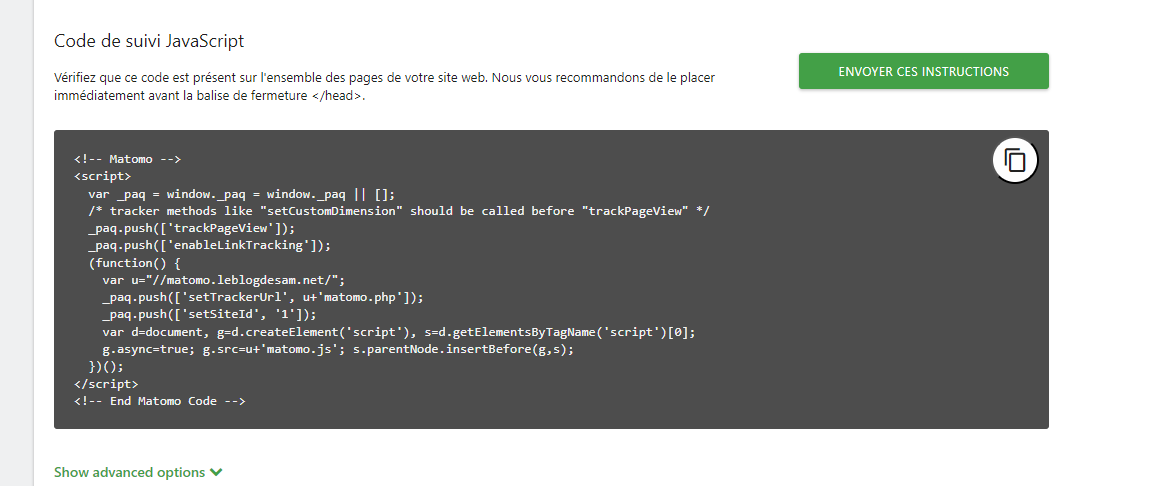 Code de suivi JavaScript
Vérifiez que ce code est présent sur l'ensemble des pages de votre site web. Nous vous recommandons de le placer
immédiatement avant la balise de fermeture </head>.
ENVOYER CES INSTRUCTIONS
<!-- Matomo -->
<script>
  var _paq = window._paq = window._paq || [];
  /* tracker methods like "setCustomDimension" should be called before "trackPageView" */
  _paq.push(['trackPageView']);
  _paq.push(['enableLinkTracking']);
  (function() {
    var u="//matomo.leblogdesam.net/";
    _paq.push(['setTrackerUrl', u+'matomo.php']);
    _paq.push(['setSiteId', '1']);
    var d=document, g=d.createElement('script'), s=d.getElementsByTagName('script')[0];
    g.async=true; g.src=u+'matomo.js'; s.parentNode.insertBefore(g,s);
  })();
</script>
<!-- End Matomo Code -->
Show advanced options